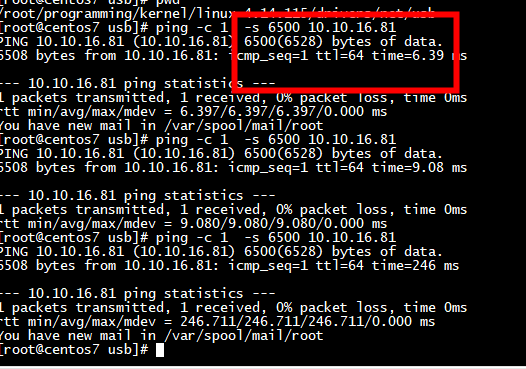 [root@centos7 usb]# pwd
/root/programming/kernel/linux-4.14.115/drivers/net/usb
[root@centos7 usb]# ping -c 1  -s 6500 10.10.16.81
PING 10.10.16.81 (10.10.16.81) 6500(6528) bytes of data.
6508 bytes from 10.10.16.81: icmp_seq=1 ttl=64 time=6.39 ms
--- 10.10.16.81 ping statistics ---
1 packets transmitted, 1 received, 0% packet loss, time 0ms
rtt min/avg/max/mdev = 6.397/6.397/6.397/0.000 ms
You have new mail in /var/spool/mail/root
[root@centos7 usb]# ping -c 1  -s 6500 10.10.16.81
PING 10.10.16.81 (10.10.16.81) 6500(6528) bytes of data.
6508 bytes from 10.10.16.81: icmp_seq=1 ttl=64 time=9.08 ms
--- 10.10.16.81 ping statistics ---
1 packets transmitted, 1 received, 0% packet loss, time 0ms
rtt min/avg/max/mdev = 9.080/9.080/9.080/0.000 ms
[root@centos7 usb]# ping -c 1  -s 6500 10.10.16.81
PING 10.10.16.81 (10.10.16.81) 6500(6528) bytes of data.
6508 bytes from 10.10.16.81: icmp_seq=1 ttl=64 time=246 ms
--- 10.10.16.81 ping statistics ---
1 packets transmitted, 1 received, 0% packet loss, time 0ms
rtt min/avg/max/mdev = 246.711/246.711/246.711/0.000 ms
You have new mail in /var/spool/mail/root
[root@centos7 usb]#